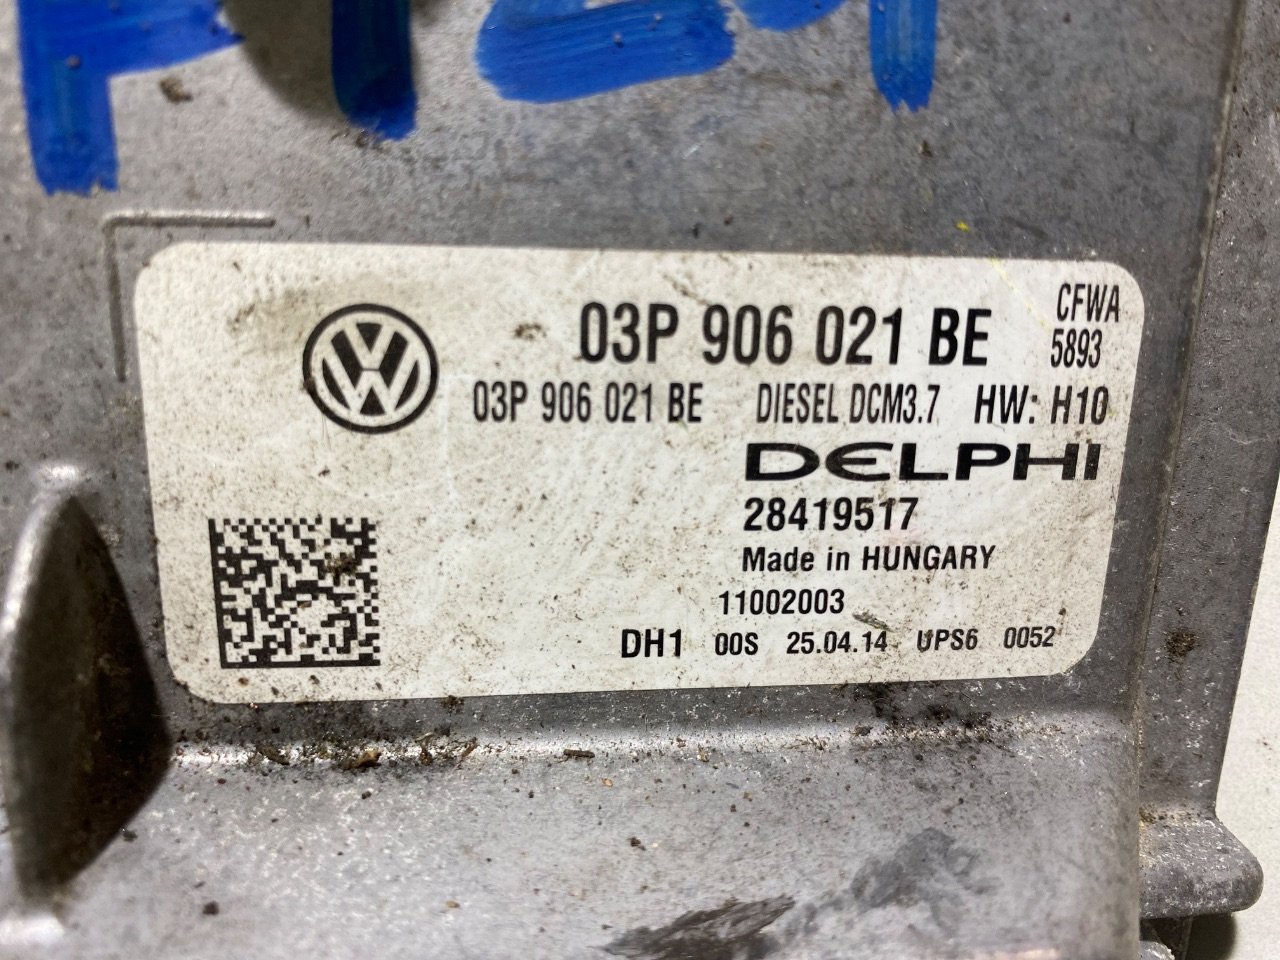 03P 906 021 BE
CFWA
5893
03P 906 021 BE DIESEL DCM3.7 HW: H10
DELPHI
28419517
Made in HUNGARY
11002003
DH1 00S 25.04.14 UPS6 0052